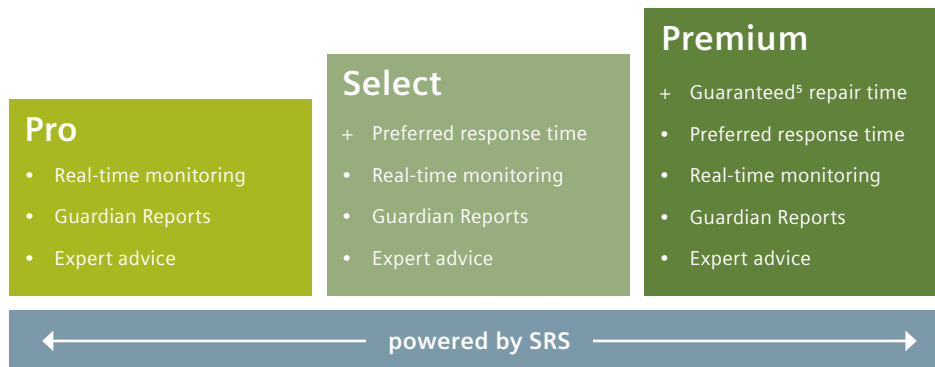 Pro
• Real-time monitoring
• Guardian Reports
• Expert advice
Select
+ Preferred response time
• Real-time monitoring
• Guardian Reports
• Expert advice
Premium
+ Guaranteed⁵ repair time
• Preferred response time
• Real-time monitoring
• Guardian Reports
• Expert advice
powered by SRS